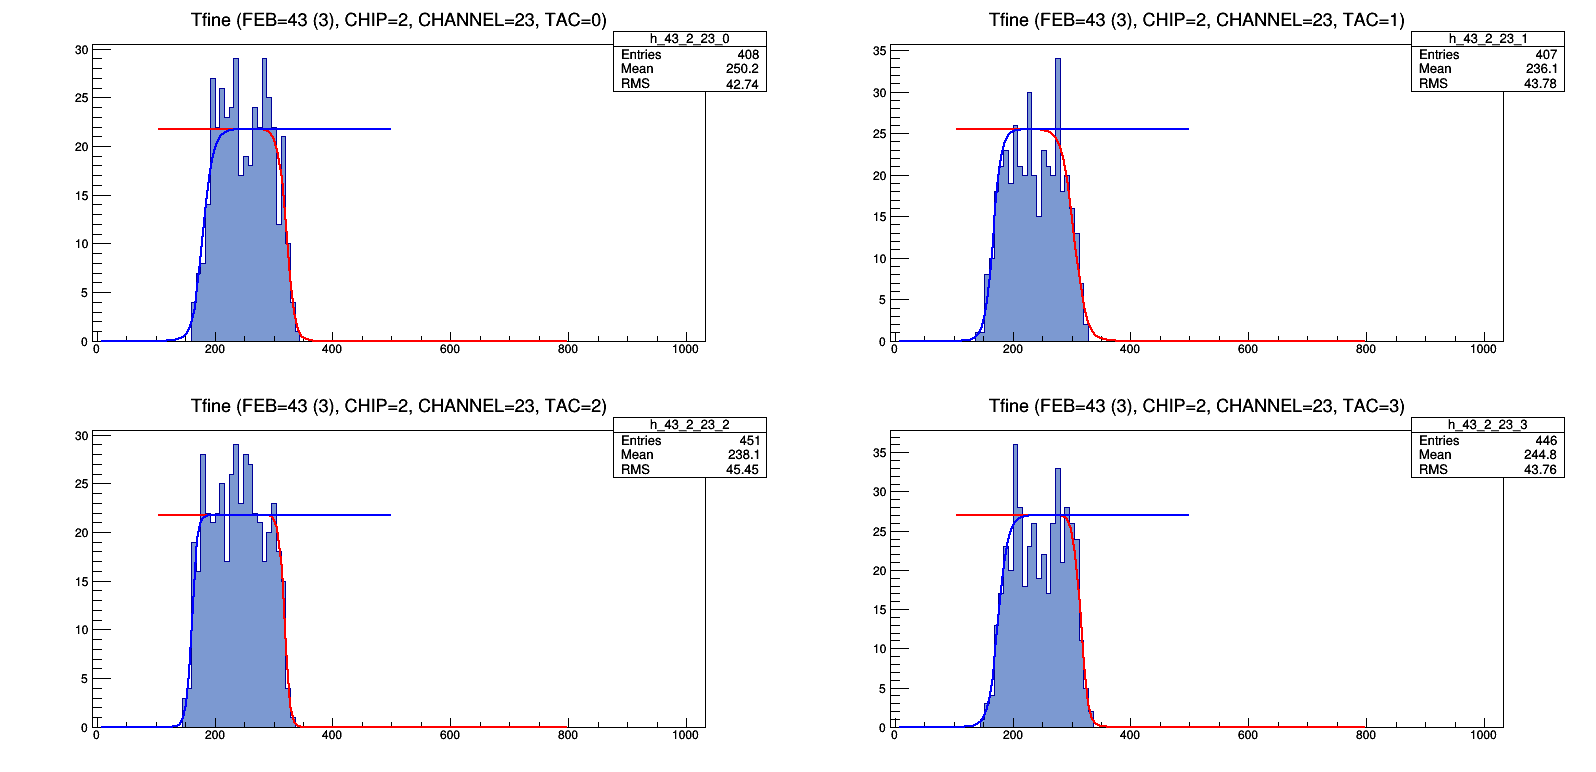 Tfine (FEB=43 (3), CHIP=2, CHANNEL=23, TAC=0)
h_43_2_23_0
Entries 408
Mean 250.2
RMS 42.74
30
25
20
15
10
5
0
0 200 400 600 800 1000
Tfine (FEB=43 (3), CHIP=2, CHANNEL=23, TAC=1)
h_43_2_23_1
Entries 407
Mean 236.1
RMS 43.78
35
30
25
20
15
10
5
0
0 200 400 600 800 1000
Tfine (FEB=43 (3), CHIP=2, CHANNEL=23, TAC=2)
h_43_2_23_2
Entries 451
Mean 238.1
RMS 45.45
30
25
20
15
10
5
0
0 200 400 600 800 1000
Tfine (FEB=43 (3), CHIP=2, CHANNEL=23, TAC=3)
h_43_2_23_3
Entries 446
Mean 244.8
RMS 43.76
35
30
25
20
15
10
5
0
0 200 400 600 800 1000